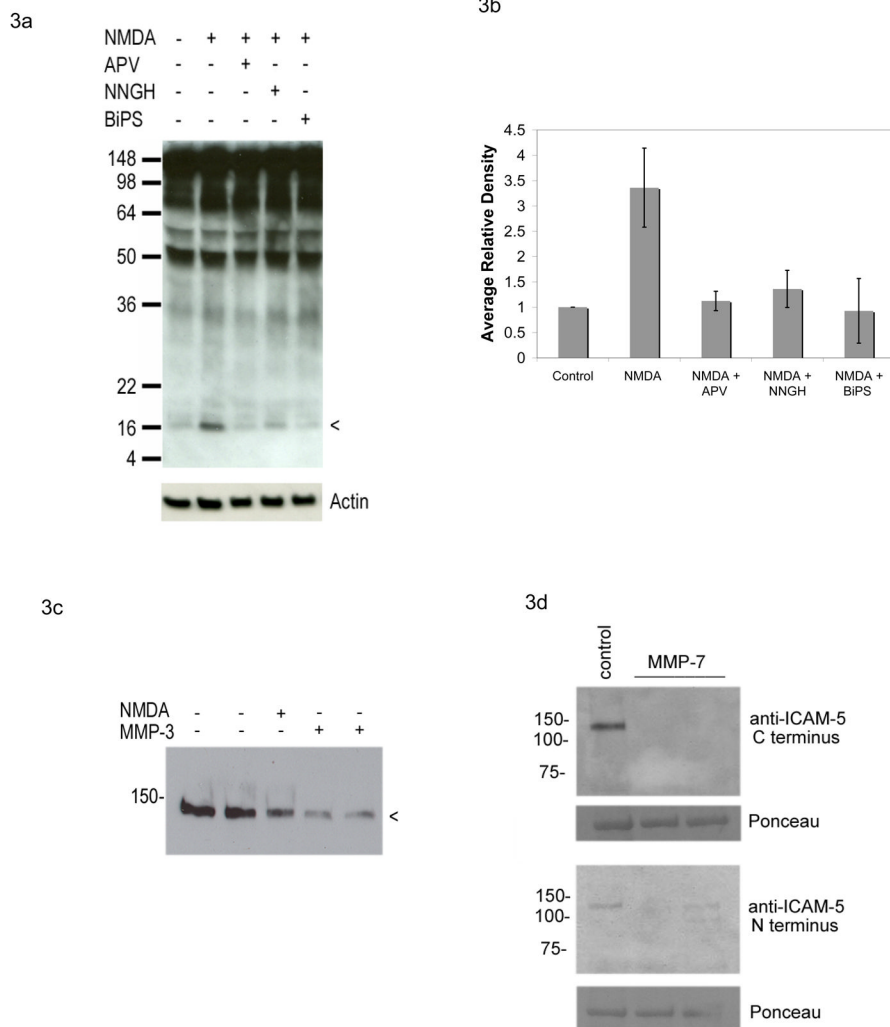 3a
NMDA - + + + +
APV - - + - -
NNGH - - - + -
BiPS - - - - +
148
98
64
50
36
22
16 <
4
Actin
3b
Average Relative Density
4.5
4
3.5
3
2.5
2
1.5
1
0.5
0
Control NMDA NMDA + APV NMDA + NNGH NMDA + BiPS
3c
NMDA - - + - -
MMP-3 - - - + +
150-
<
3d
control
MMP-7
150-
100-
75-
anti-ICAM-5
C terminus
Ponceau
150-
100-
75-
anti-ICAM-5
N terminus
Ponceau